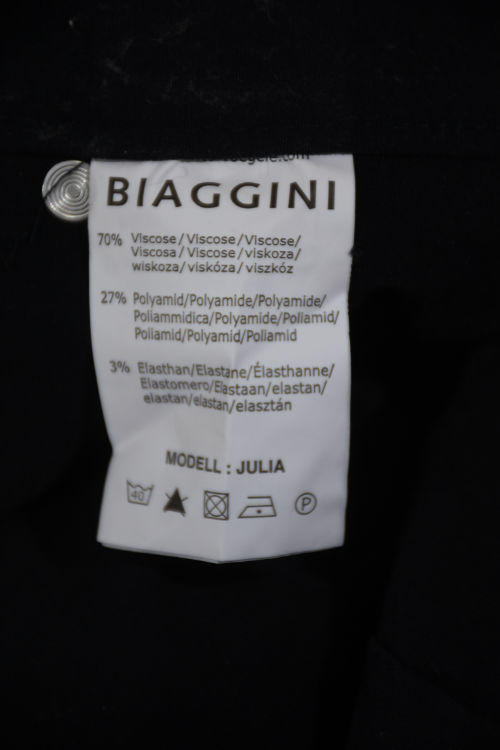 BIAGGINI
70% Viscose/Viscose/Viscose/
Viscosa/Viscose/viskoza/
wiskoza/viskóza/viszkóz
27% Polyamid/Polyamide/Polyamide/
Poliammidica/Polyamide/Poliamid/
Poliamid/Polyamid/Poliamid
3% Elasthan/Elastane/Élasthanne/
Elastomero/Elastaan/elastan/
elastan/elastan/elasztán
MODELL : JULIA
40
P